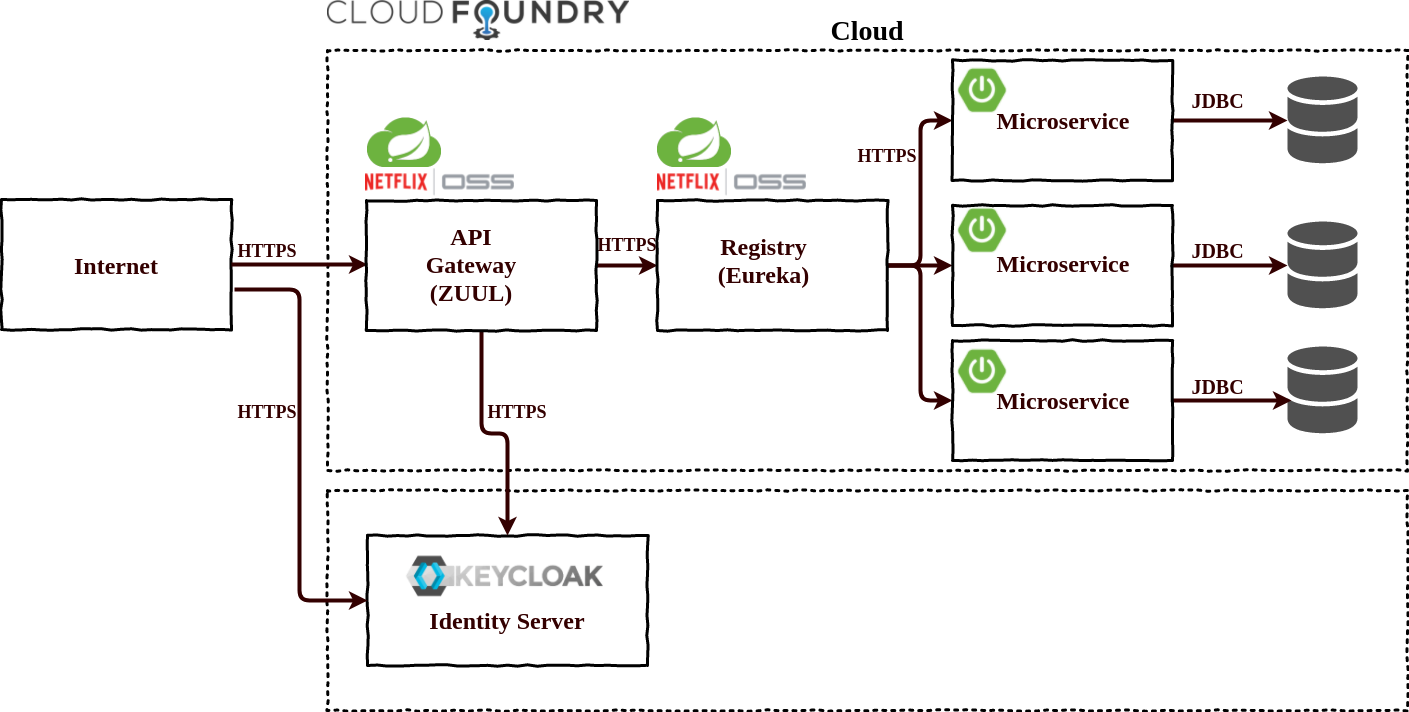 CLOUD FOUNDRY
Cloud
NETFLIX OSS
NETFLIX OSS
Internet
HTTPS
HTTPS
API
Gateway
(ZUUL)
HTTPS
HTTPS
Registry
(Eureka)
HTTPS
Microservice
JDBC
Microservice
JDBC
Microservice
JDBC
KEYCLOAK
Identity Server